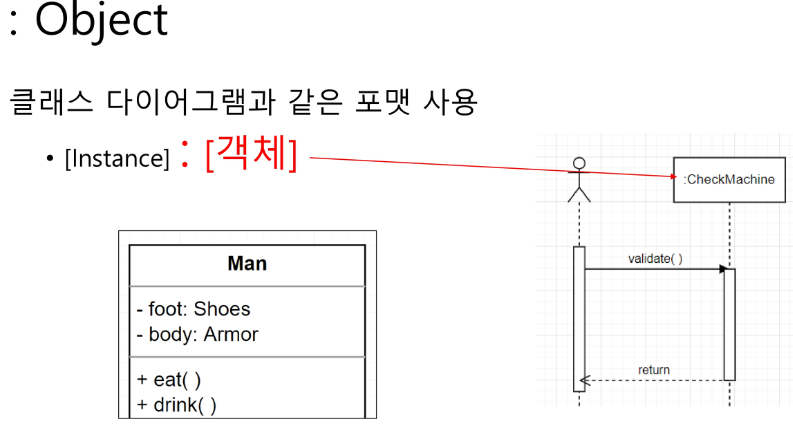 : Object
클래스 다이어그램과 같은 포맷 사용
• [Instance] : [객체]
:CheckMachine
validate( )
return
Man
- foot: Shoes
- body: Armor
+ eat( )
+ drink( )